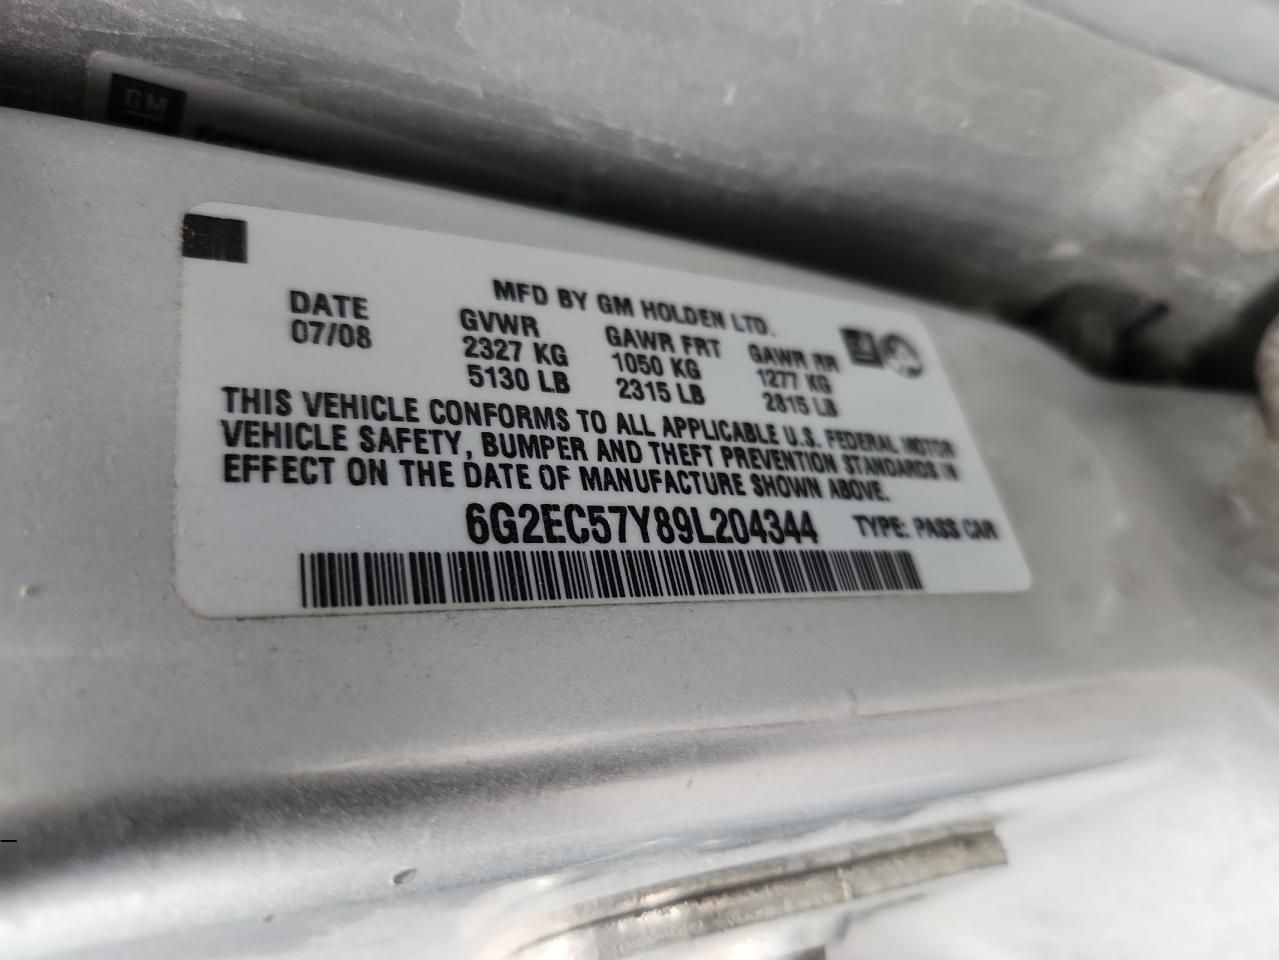 GM
MFD BY GM HOLDEN LTD.
DATE GVWR GAWR FRT GAWR RR
07/08 2327 KG 1050 KG 1277 KG
5130 LB 2315 LB 2815 LB
THIS VEHICLE CONFORMS TO ALL APPLICABLE U.S. FEDERAL MOTOR
VEHICLE SAFETY, BUMPER AND THEFT PREVENTION STANDARDS IN
EFFECT ON THE DATE OF MANUFACTURE SHOWN ABOVE.
6G2EC57Y89L204344 TYPE: PASS CAR